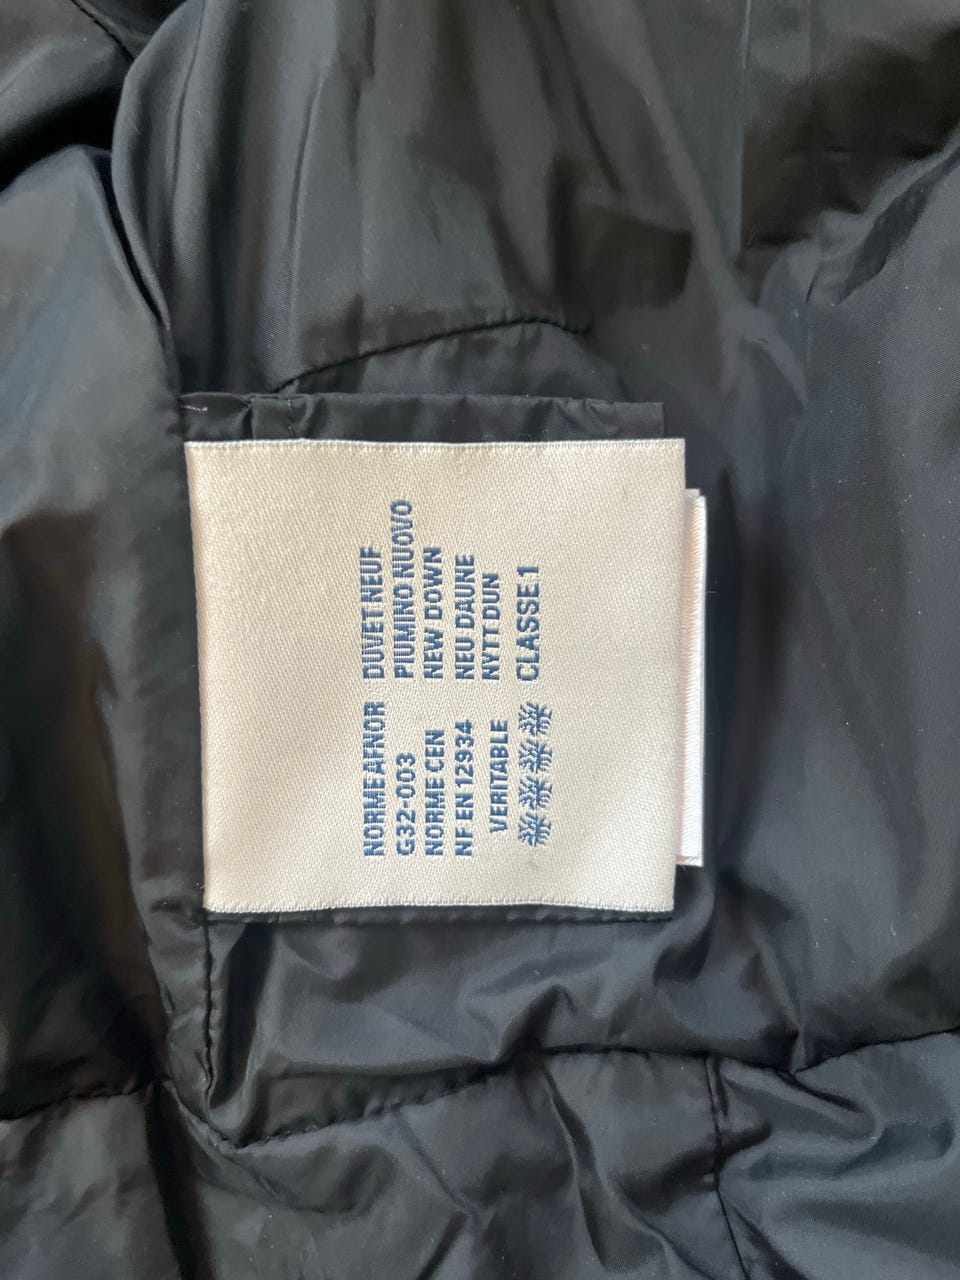 NORME AFNOR DUVET NEUF
G32-003 PIUMINO NUOVO
NORME CEN NEW DOWN
NF EN 12934 NEU DAUNE
VERITABLE NYTT DUN
CLASSE 1